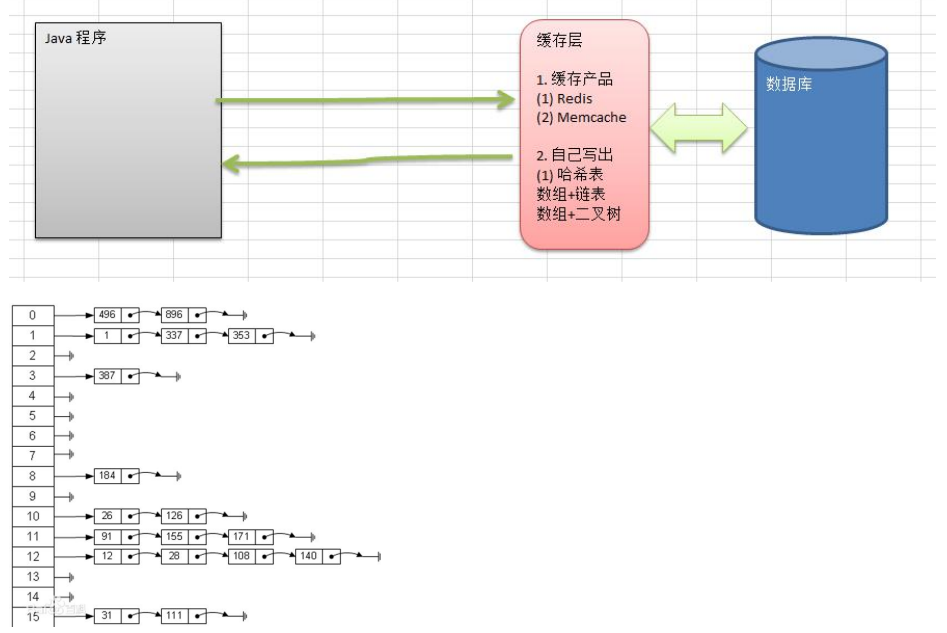 Java 程序
缓存层
1. 缓存产品
(1) Redis
(2) Memcache
2. 自己写出
(1) 哈希表
数组+链表
数组+二叉树
数据库
0 496 896
1 1 337 353
2
3 387
4
5
6
7
8 184
9
10 26 126
11 91 155 171
12 12 28 108 140
13
14
15 31 111